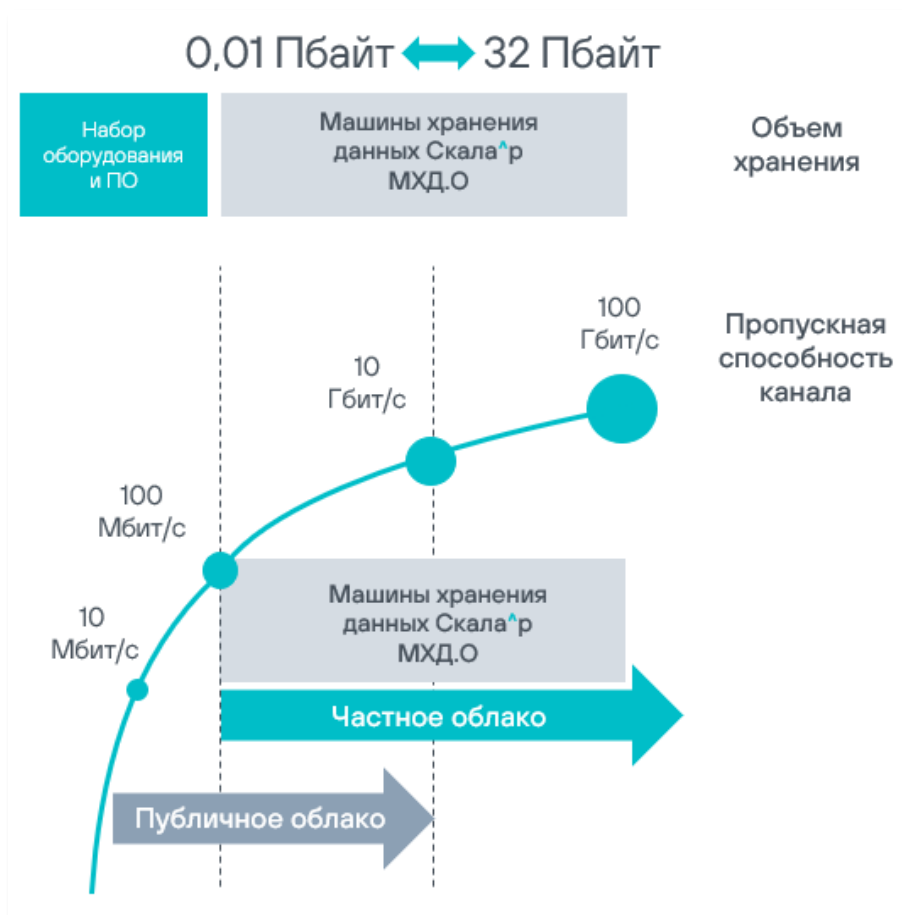 0,01 Пбайт 32 Пбайт
Набор
оборудования
и ПО
Машины хранения
данных Скала^р
МХД.О
Объем
хранения
100
Гбит/с
Пропускная
способность
канала
10
Гбит/с
100
Мбит/с
10
Мбит/с
Машины хранения
данных Скала^р
МХД.О
Частное облако
Публичное облако